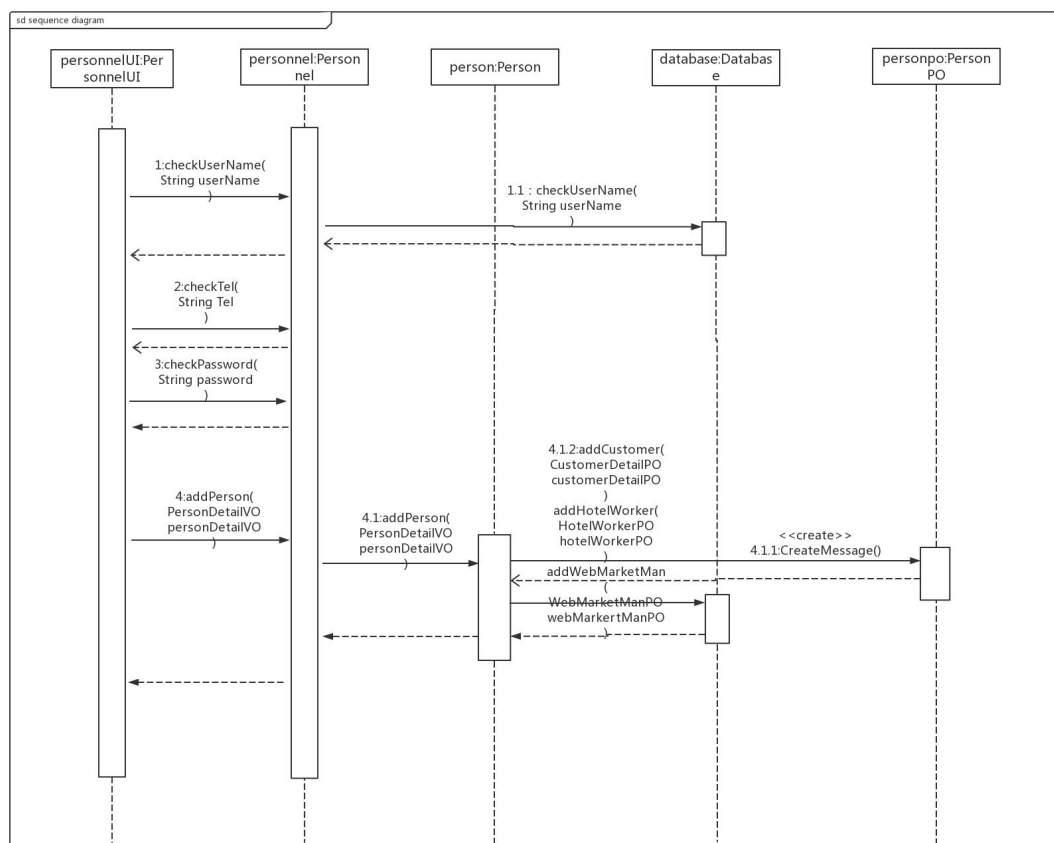 sd sequence diagram
personnelUI:Per
sonnelUI
personnel:Perso
nnel
person:Person
database:Databas
e
personpo:Person
PO
1:checkUserName(
String userName
)
1.1 : checkUserName(
String userName
)
2:checkTel(
String Tel
)
3:checkPassword(
String password
)
4:addPerson(
PersonDetailVO
personDetailVO
)
4.1:addPerson(
PersonDetailVO
personDetailVO
)
4.1.2:addCustomer(
CustomerDetailPO
customerDetailPO
)
addHotelWorker(
HotelWorkerPO
hotelWorkerPO
)
addWebMarketMan
(
WebMarketManPO
webMarkertManPO
)
<<create>>
4.1.1:CreateMessage()